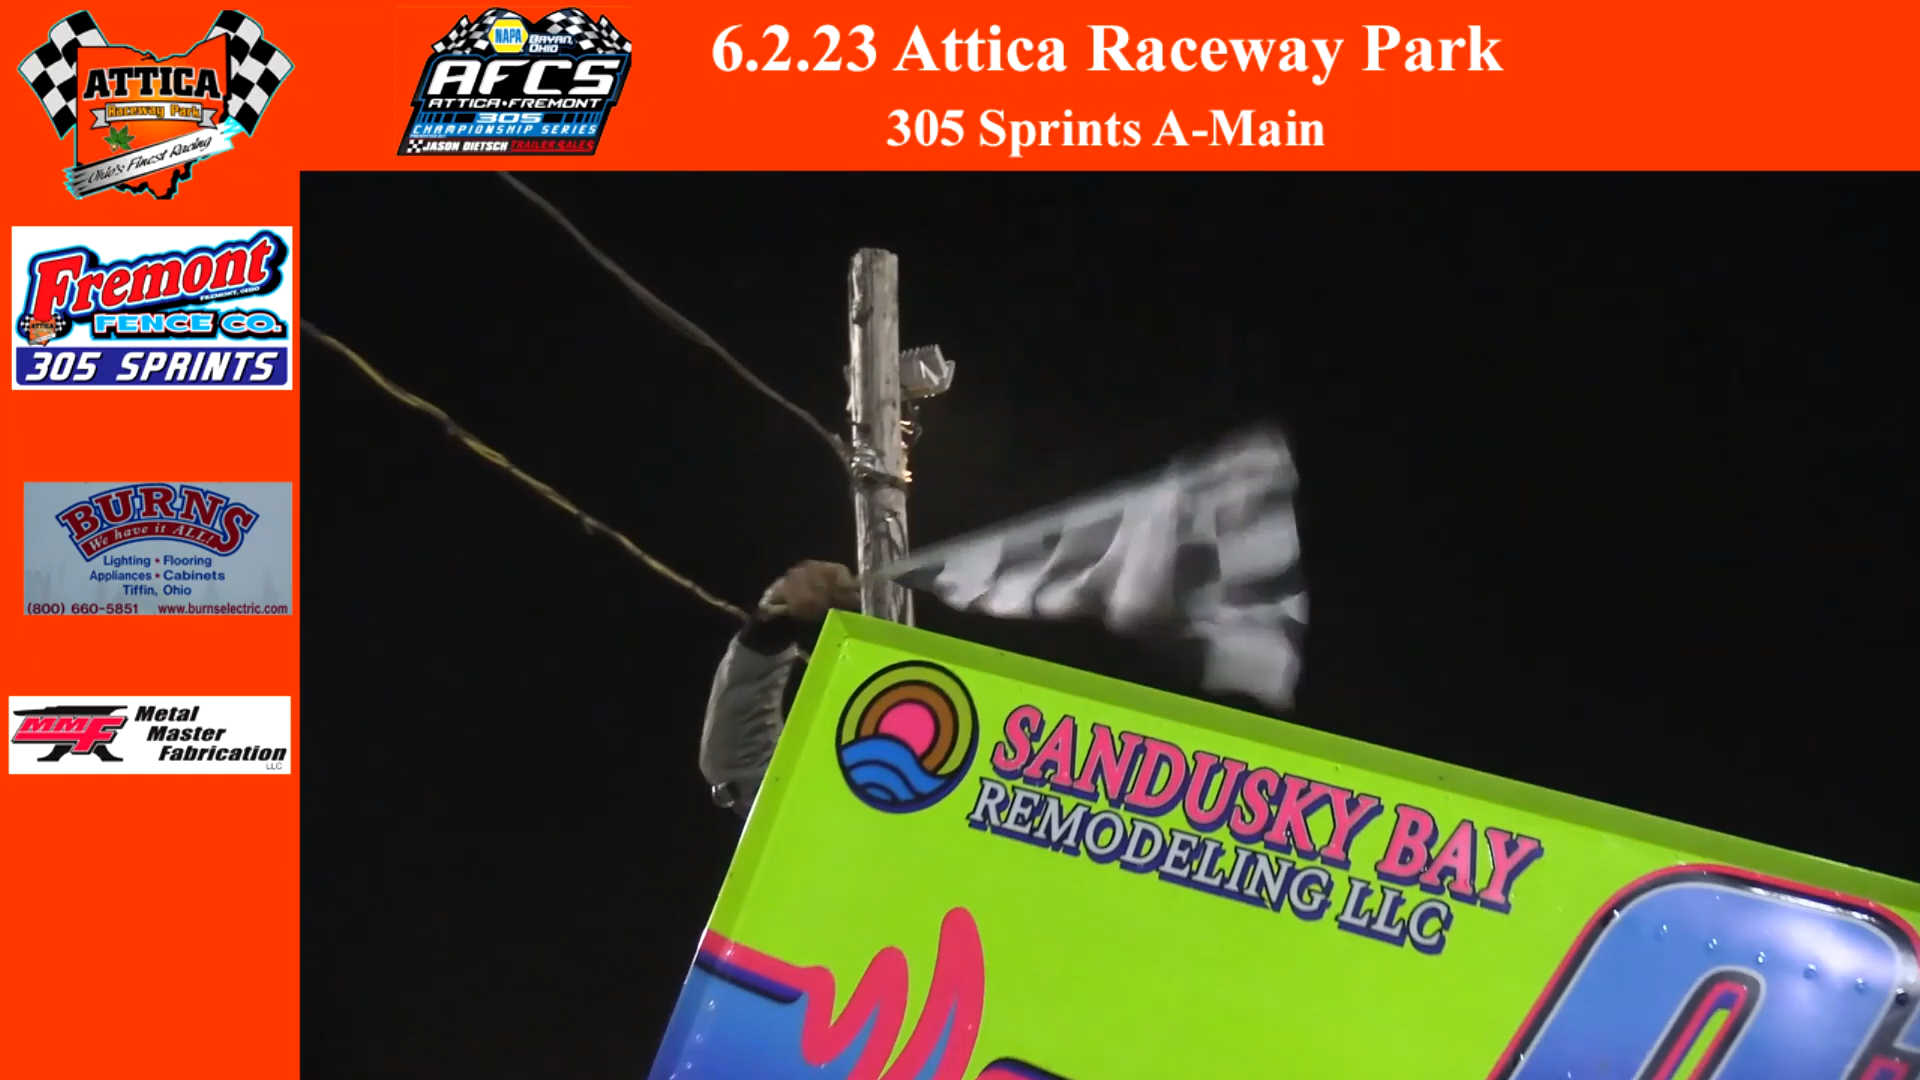 ATTICA
Raceway Park
Ohio's Finest Racing
NAPA
BRYAN,
OHIO
AFCS
ATTICA•FREMONT
305
CHAMPIONSHIP SERIES
JASON DIETSCH TRAILER SALES
6.2.23 Attica Raceway Park
305 Sprints A-Main
Fremont
FREMONT, OHIO
FENCE CO.
ATTICA
305 SPRINTS
BURNS
We have it ALL!
Lighting • Flooring
Appliances • Cabinets
Tiffin, Ohio
(800) 660-5851 www.burnselectric.com
MMF
Metal
Master
Fabrication
LLC
SANDUSKY BAY
REMODELING LLC